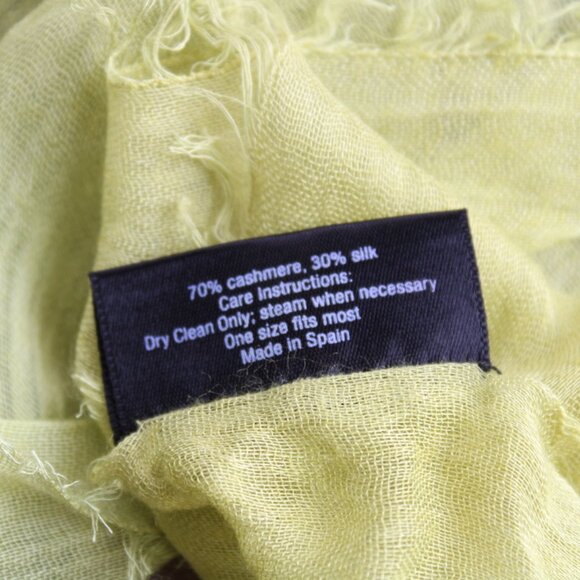 70% cashmere, 30% silk
Care Instructions:
Dry Clean Only; steam when necessary
One size fits most
Made in Spain